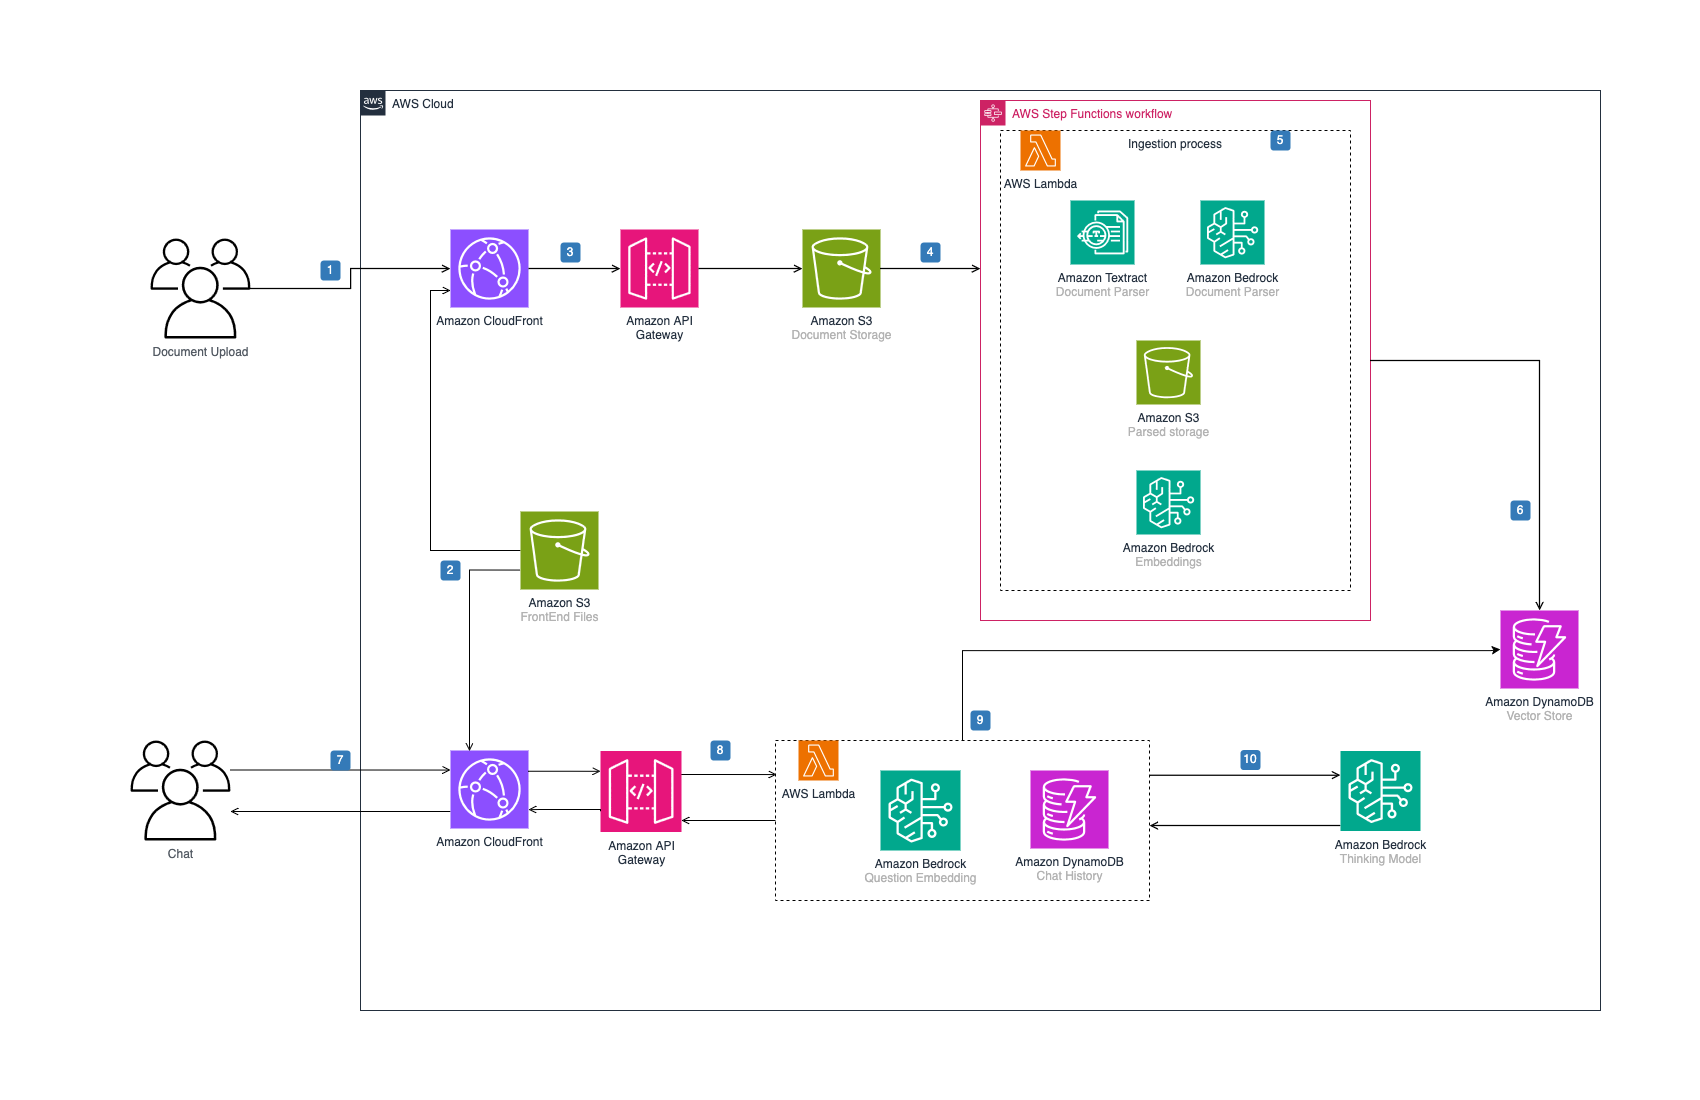 aws
AWS Cloud
AWS Step Functions workflow
Ingestion process
5
AWS Lambda
Amazon Textract
Document Parser
Amazon Bedrock
Document Parser
Amazon S3
Parsed storage
Amazon Bedrock
Embeddings
Document Upload
1
Amazon CloudFront
3
Amazon API
Gateway
Amazon S3
Document Storage
4
6
2
Amazon S3
FrontEnd Files
Amazon DynamoDB
Vector Store
Chat
7
Amazon CloudFront
Amazon API
Gateway
8
9
AWS Lambda
Amazon Bedrock
Question Embedding
Amazon DynamoDB
Chat History
10
Amazon Bedrock
Thinking Model